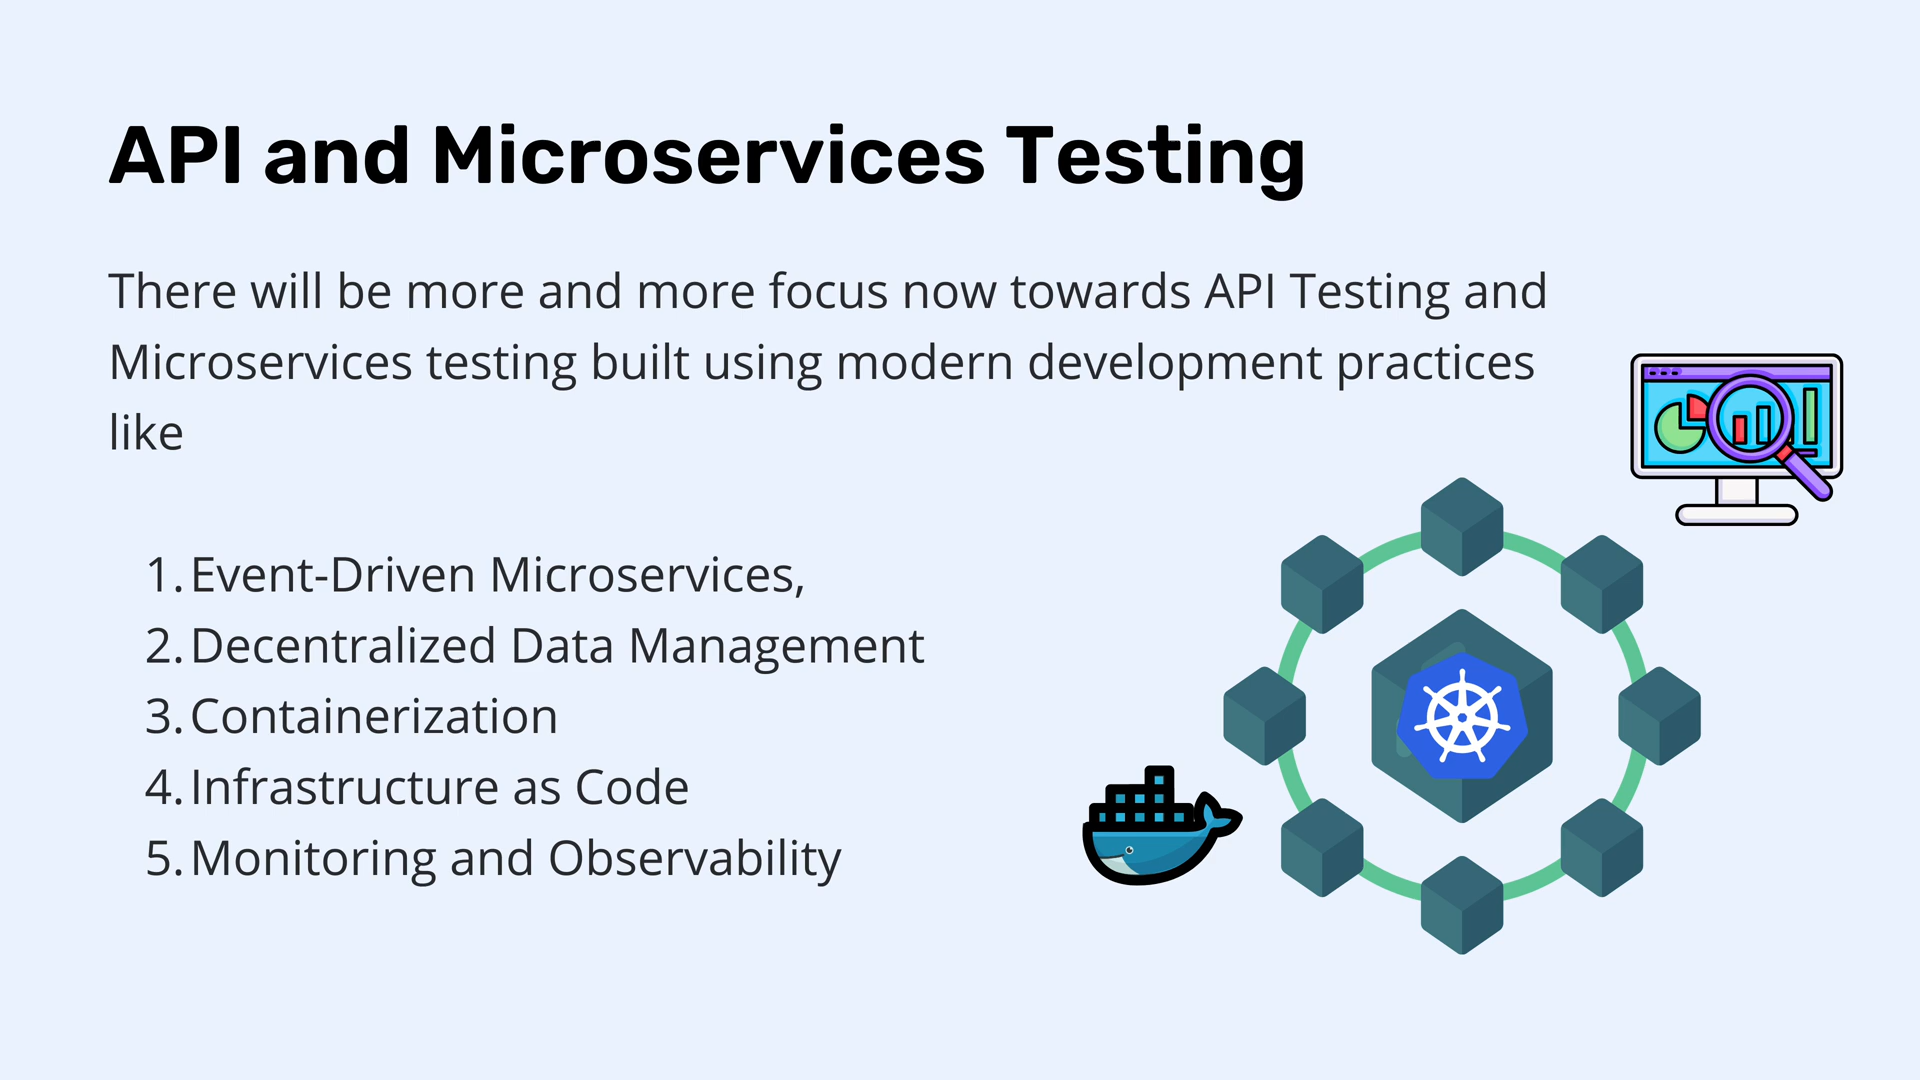 API and Microservices Testing
There will be more and more focus now towards API Testing and
Microservices testing built using modern development practices
like
1. Event-Driven Microservices,
2. Decentralized Data Management
3. Containerization
4. Infrastructure as Code
5. Monitoring and Observability